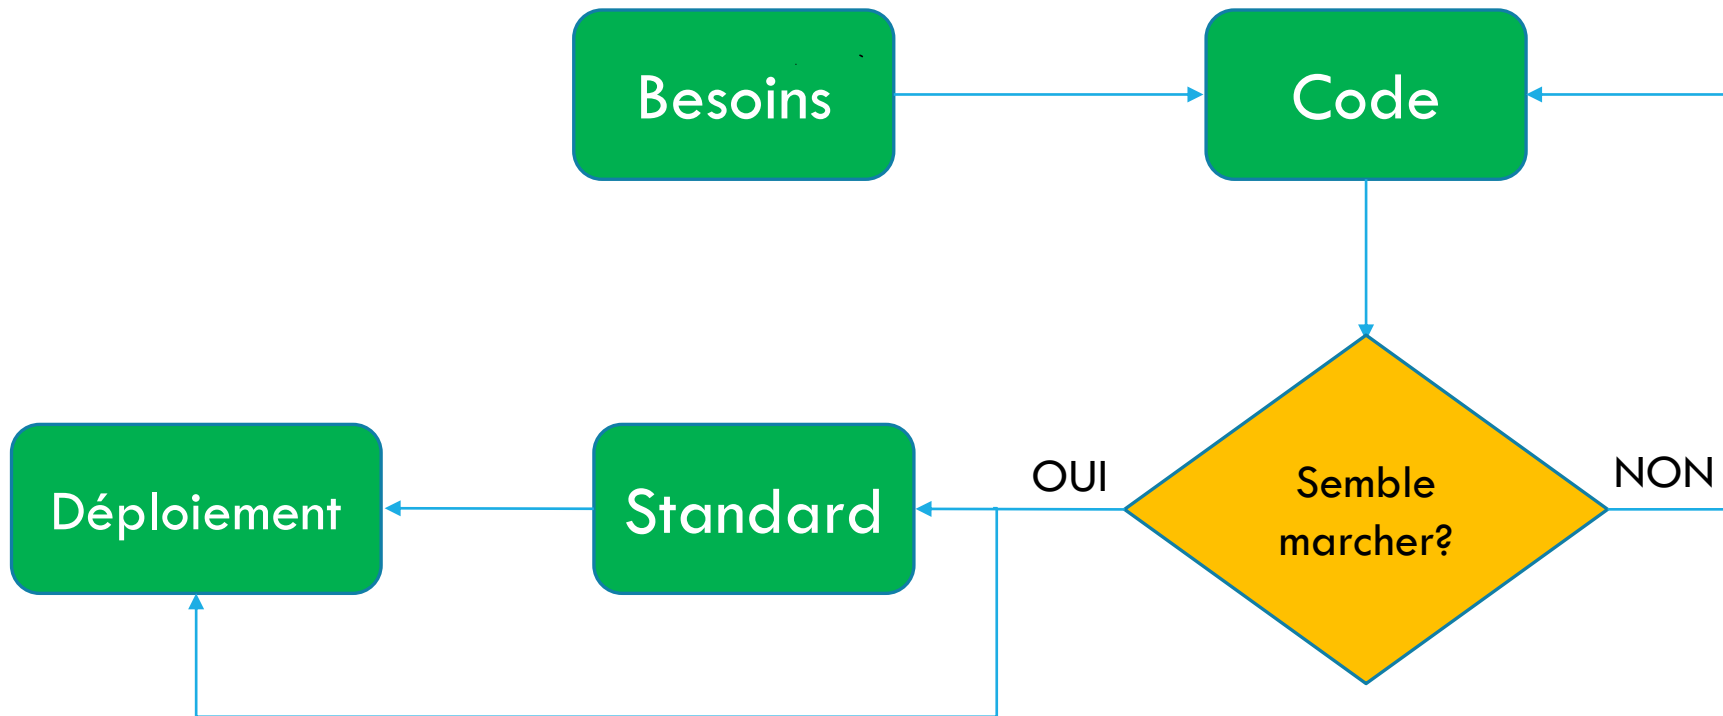 Besoins
Code
Déploiement
Standard
OUI
Semble
marcher?
NON